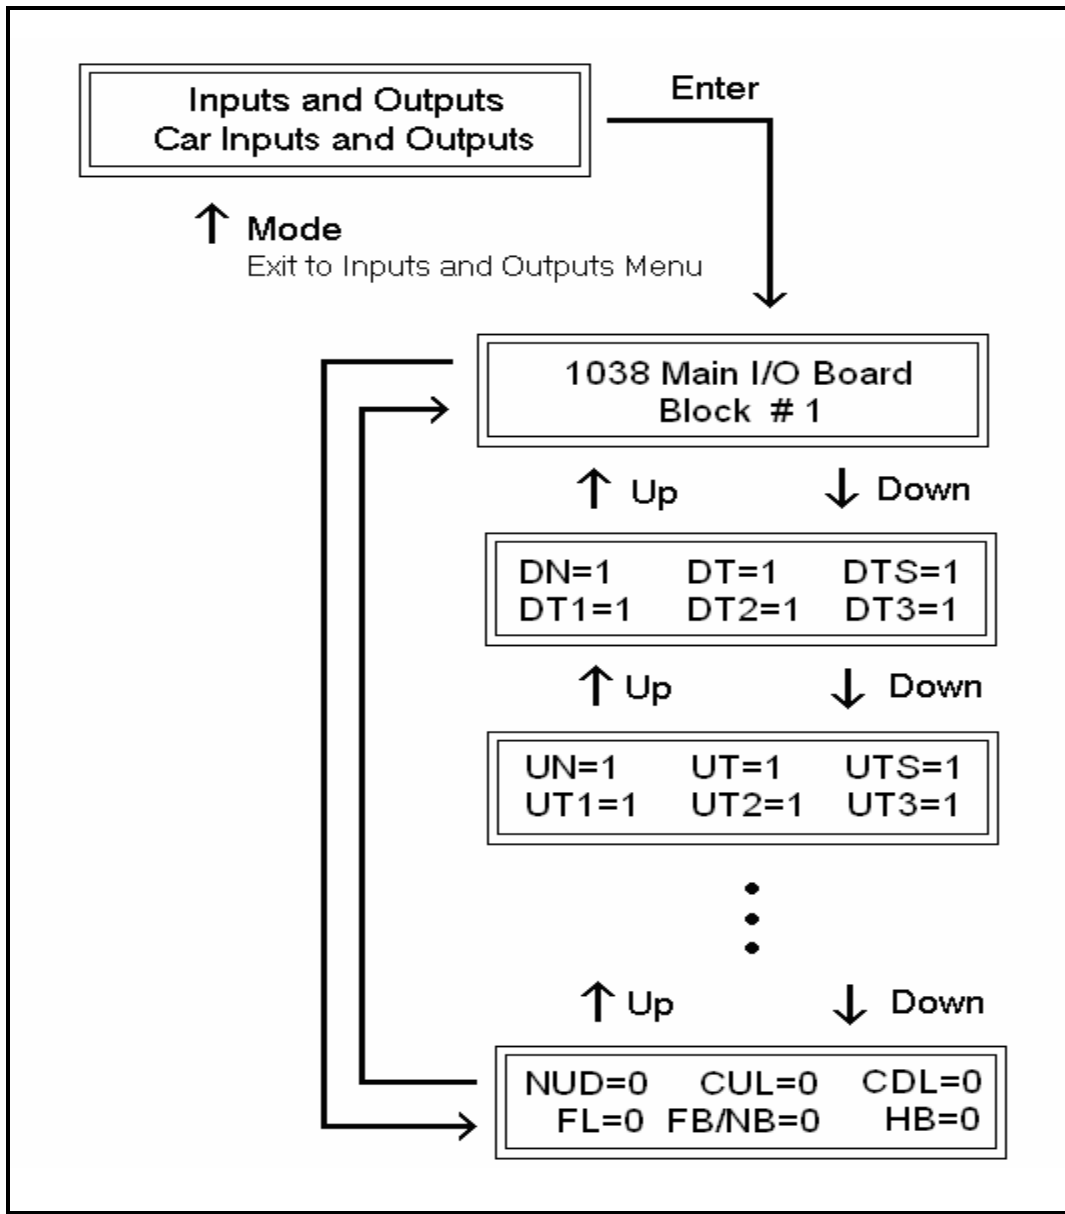 Inputs and Outputs
Car Inputs and Outputs
Enter
Mode
Exit to Inputs and Outputs Menu
1038 Main I/O Board
Block # 1
Up Down
DN=1 DT=1 DTS=1
DT1=1 DT2=1 DT3=1
Up Down
UN=1 UT=1 UTS=1
UT1=1 UT2=1 UT3=1
Up Down
NUD=0 CUL=0 CDL=0
FL=0 FB/NB=0 HB=0